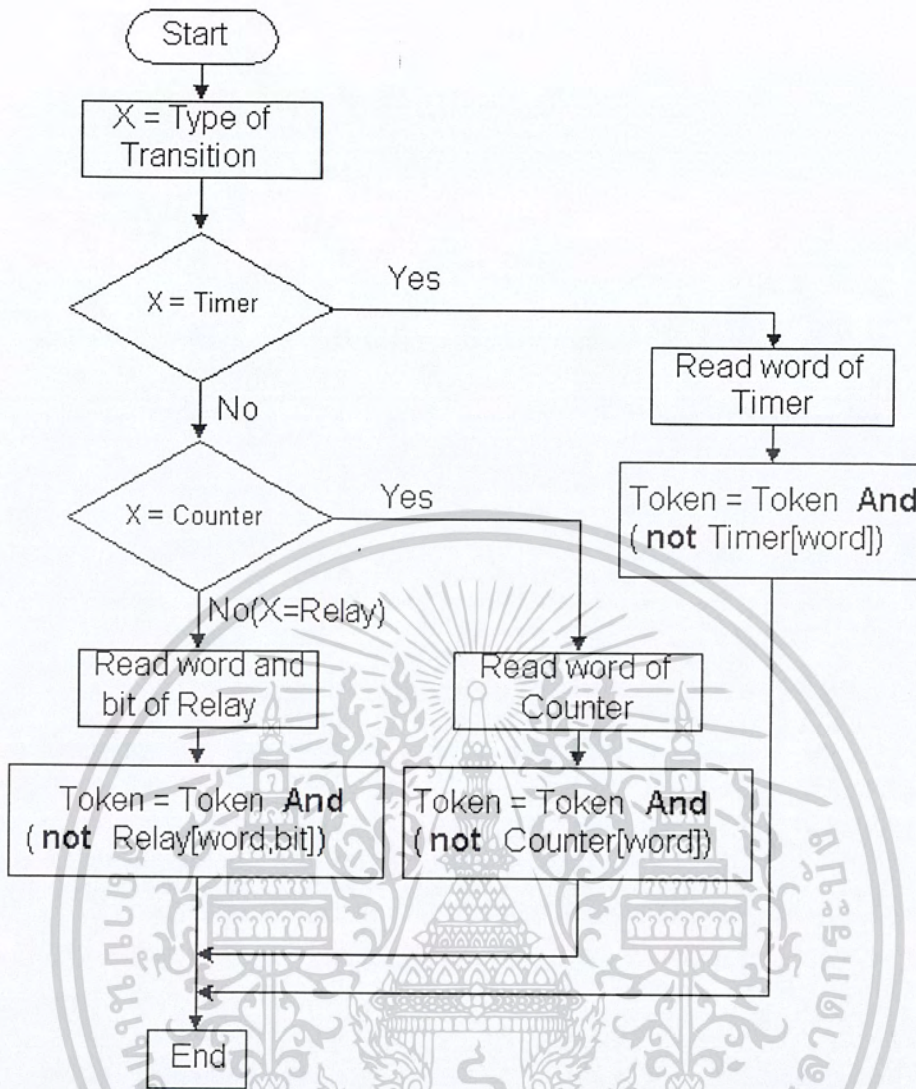 Start
X = Type of
Transition
X = Timer
Yes
No
Read word of
Timer
Token = Token And
( not Timer[word])
X = Counter
Yes
No(X=Relay)
Read word and
bit of Relay
Read word of
Counter
Token = Token And
( not Relay[word,bit])
Token = Token And
( not Counter[word])
End